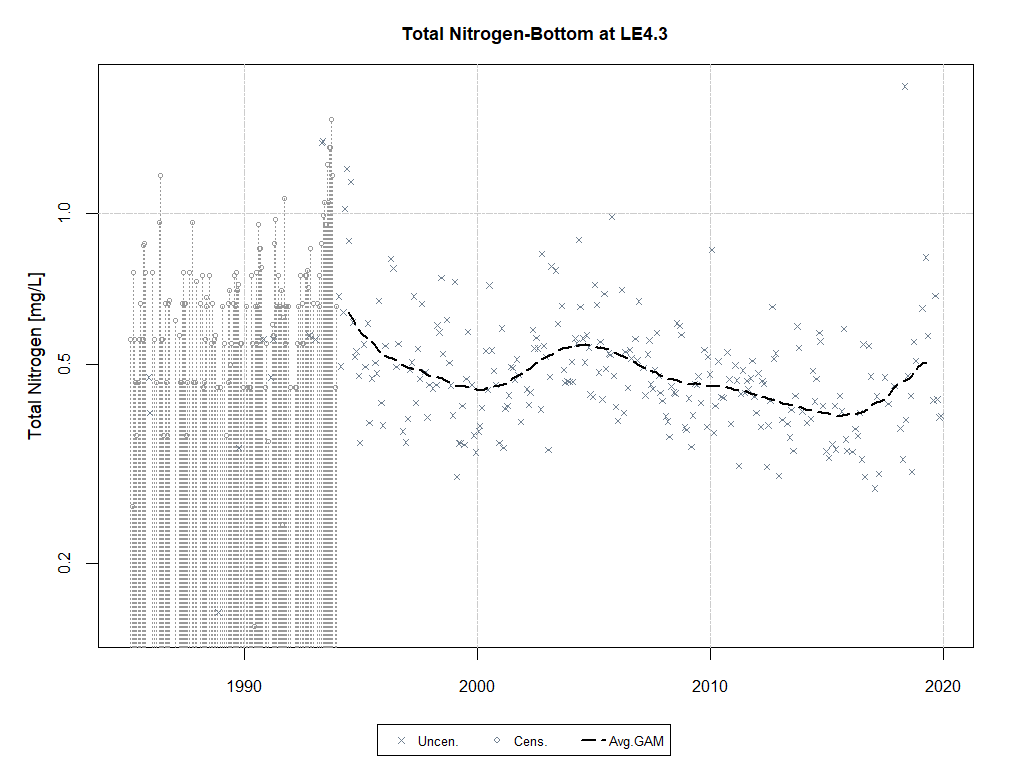 Total Nitrogen-Bottom at LE4.3
Total Nitrogen [mg/L]
1.0
0.5
0.2
1990 2000 2010 2020
Uncen. Cens. Avg.GAM